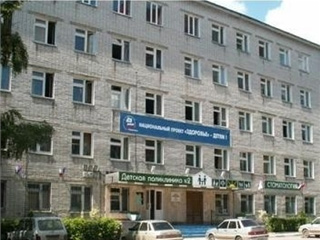 НАЦИОНАЛЬНЫЙ ПРОЕКТ "ЗДОРОВЬЕ" - ДЕТЯМ !
Детская поликлиника №2
СТОМАТОЛОГИЯ